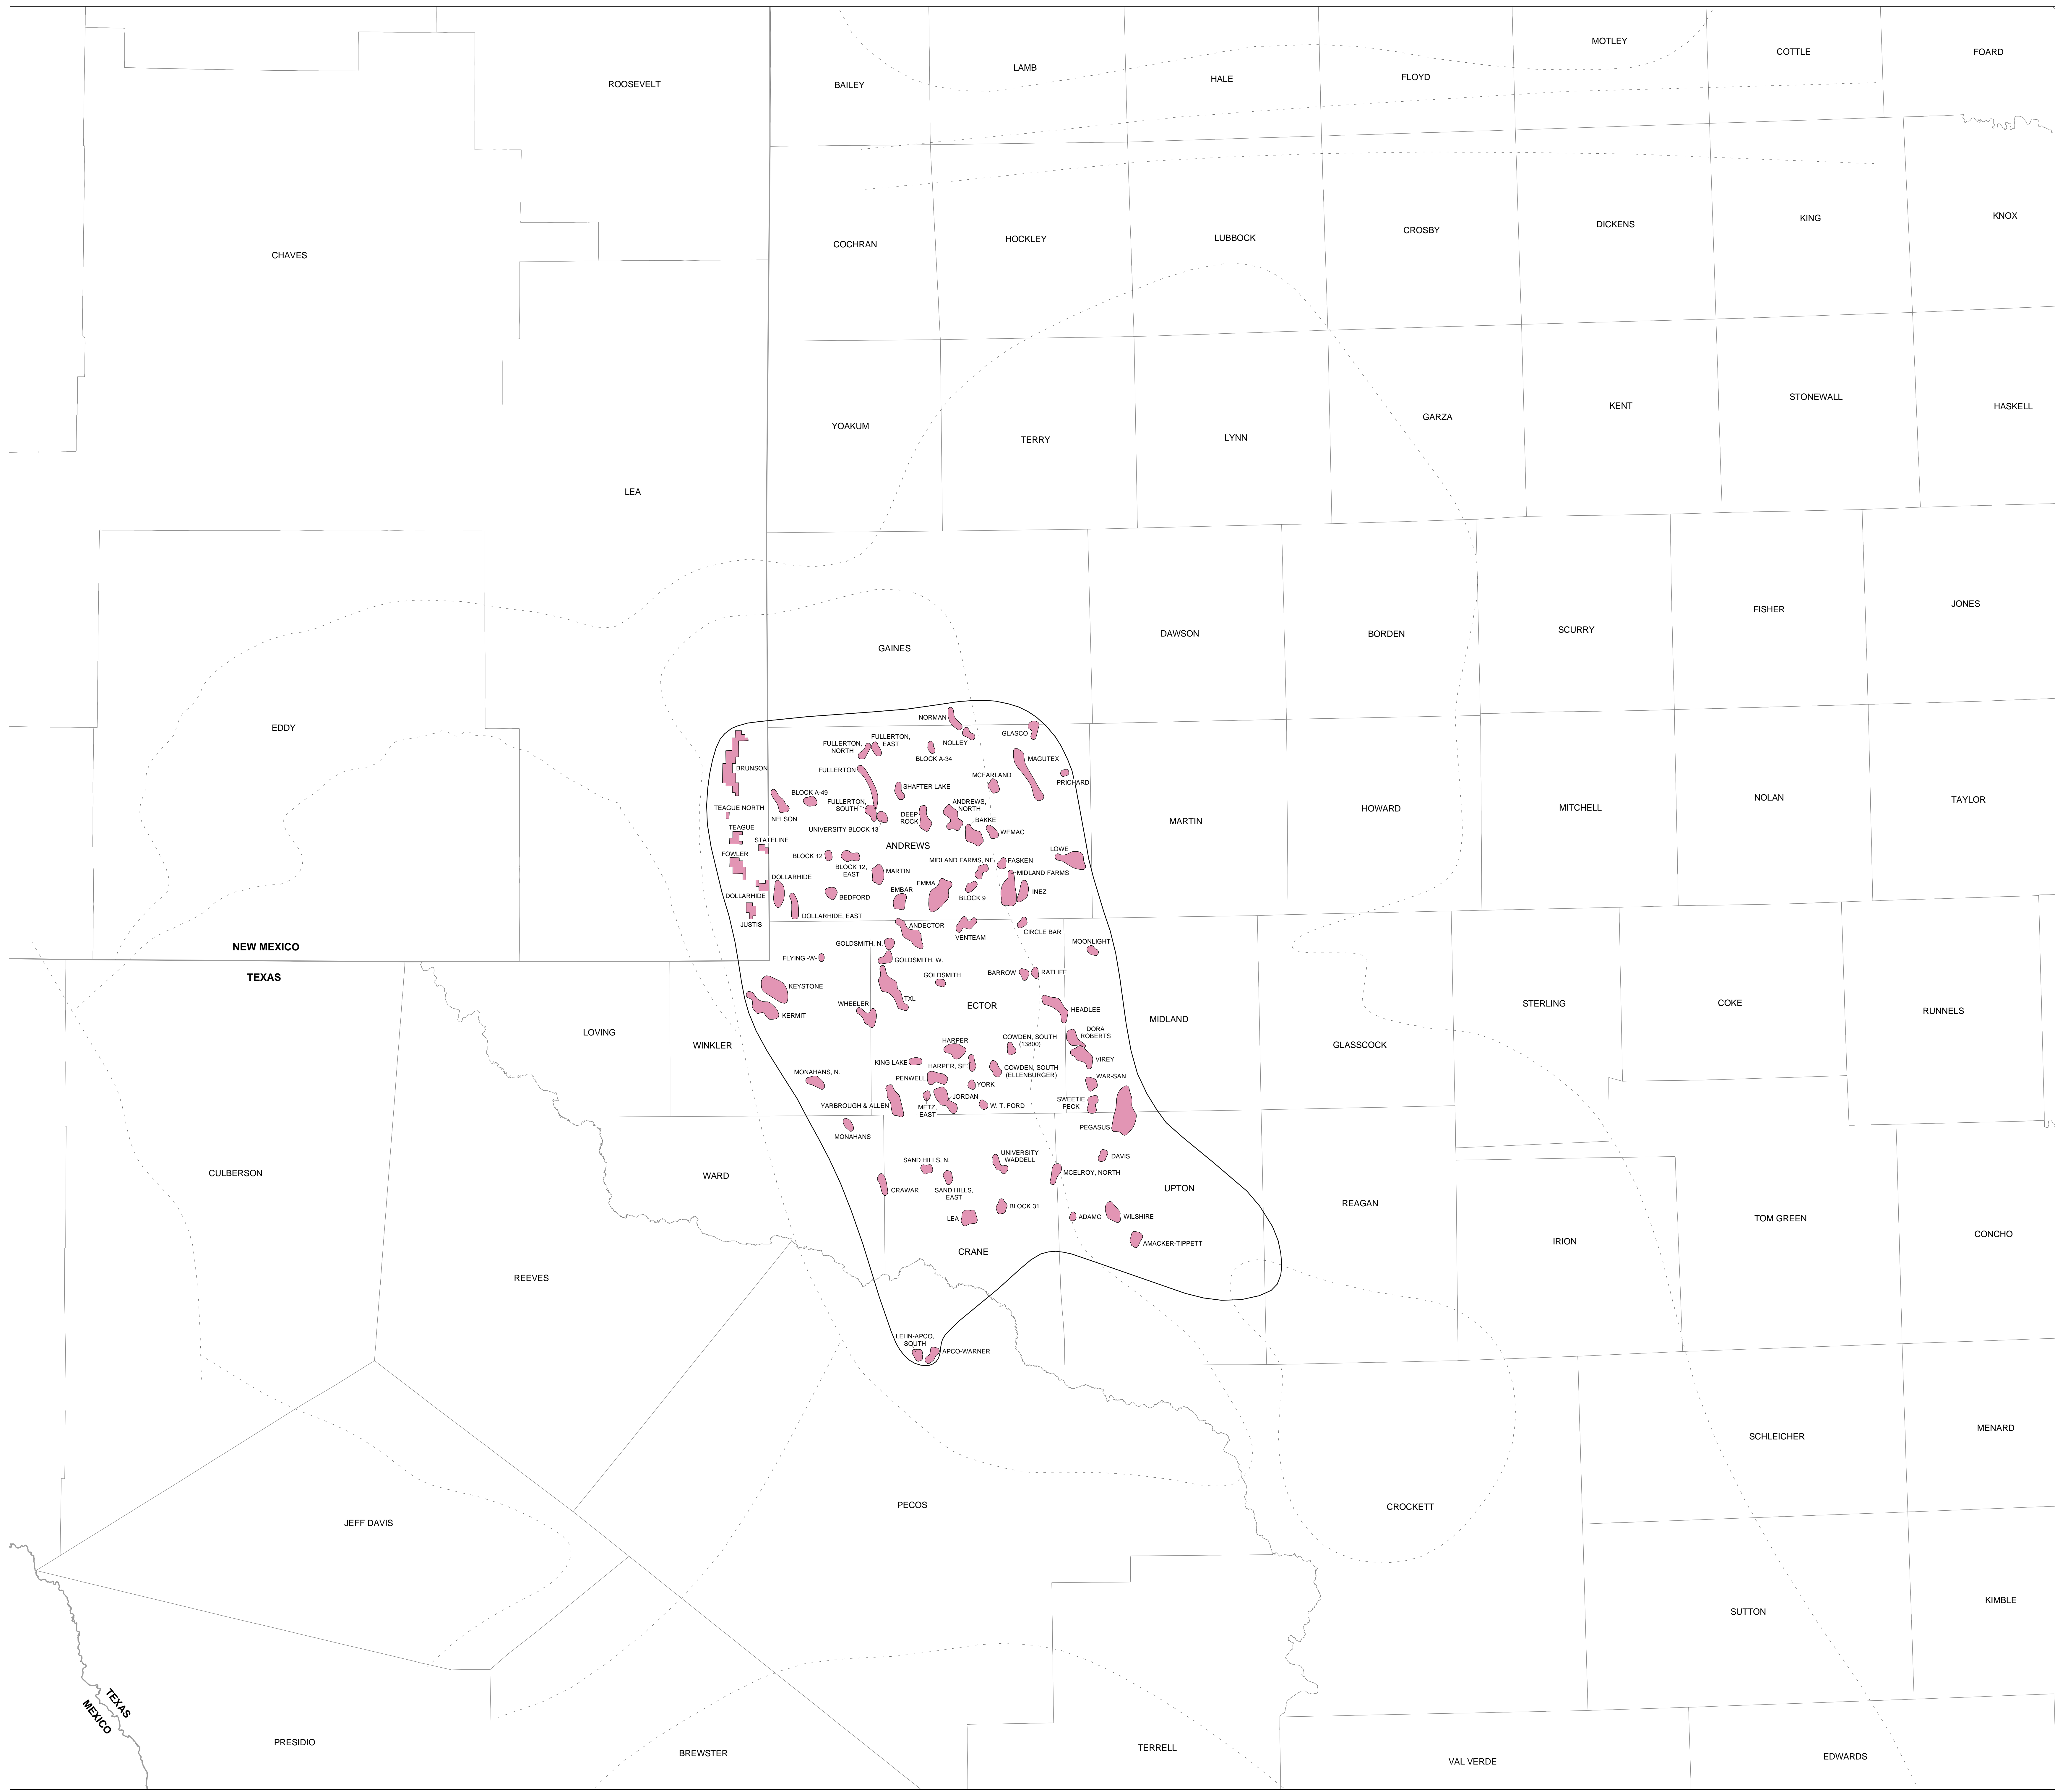 MOTLEY
COTTLE
FOARD
LAMB
ROOSEVELT
BAILEY
HALE
FLOYD
CHAVES
COCHRAN
HOCKLEY
LUBBOCK
CROSBY
DICKENS
KING
KNOX
LEA
YOAKUM
TERRY
LYNN
GARZA
KENT
STONEWALL
HASKELL
EDDY
GAINES
DAWSON
BORDEN
SCURRY
FISHER
JONES
NORMAN
GLASCO
NOLLEY
FULLERTON,
EAST
FULLERTON,
NORTH
BLOCK A-34
MAGUTEX
BRUNSON
FULLERTON
MCFARLAND
PRICHARD
SHAFTER LAKE
BLOCK A-49
TEAGUE NORTH
NELSON
FULLERTON,
SOUTH
UNIVERSITY BLOCK 13
DEEP
ROCK
ANDREWS,
NORTH
BAKKE
WEMAC
TEAGUE
STATELINE
ANDREWS
MARTIN
HOWARD
MITCHELL
NOLAN
TAYLOR
FOWLER
BLOCK 12
BLOCK 12,
EAST
MARTIN
MIDLAND FARMS, NE
FASKEN
LOWE
MIDLAND FARMS
DOLLARHIDE
DOLLARHIDE
BEDFORD
EMBAR
EMMA
BLOCK 9
INEZ
JUSTIS
DOLLARHIDE, EAST
ANDECTOR
VENTEAM
CIRCLE BAR
MOONLIGHT
NEW MEXICO
TEXAS
GOLDSMITH, N.
FLYING -W-
GOLDSMITH, W.
GOLDSMITH
BARROW
RATLIFF
KEYSTONE
TXL
KERMIT
WHEELER
ECTOR
HEADLEE
MIDLAND
STERLING
COKE
RUNNELS
LOVING
WINKLER
GLASSCOCK
HARPER
COWDEN, SOUTH
(13800)
DORA
ROBERTS
VIREY
KING LAKE
HARPER, SE
COWDEN, SOUTH
(ELLENBURGER)
MONAHANS, N.
PENWELL
YORK
WAR-SAN
YARBROUGH & ALLEN
METZ,
EAST
JORDAN
W. T. FORD
SWEETIE
PECK
PEGASUS
MONAHANS
CULBERSON
WARD
SAND HILLS, N.
UNIVERSITY
WADDELL
DAVIS
MCELROY, NORTH
CRAWAR
SAND HILLS,
EAST
UPTON
REAGAN
BLOCK 31
LEA
ADAMC
WILSHIRE
AMACKER-TIPPETT
TOM GREEN
CONCHO
IRION
CRANE
REEVES
LEHN-APCO,
SOUTH
APCO-WARNER
SCHLEICHER
MENARD
PECOS
CROCKETT
JEFF DAVIS
SUTTON
KIMBLE
TEXAS
MEXICO
PRESIDIO
BREWSTER
TERRELL
VAL VERDE
EDWARDS